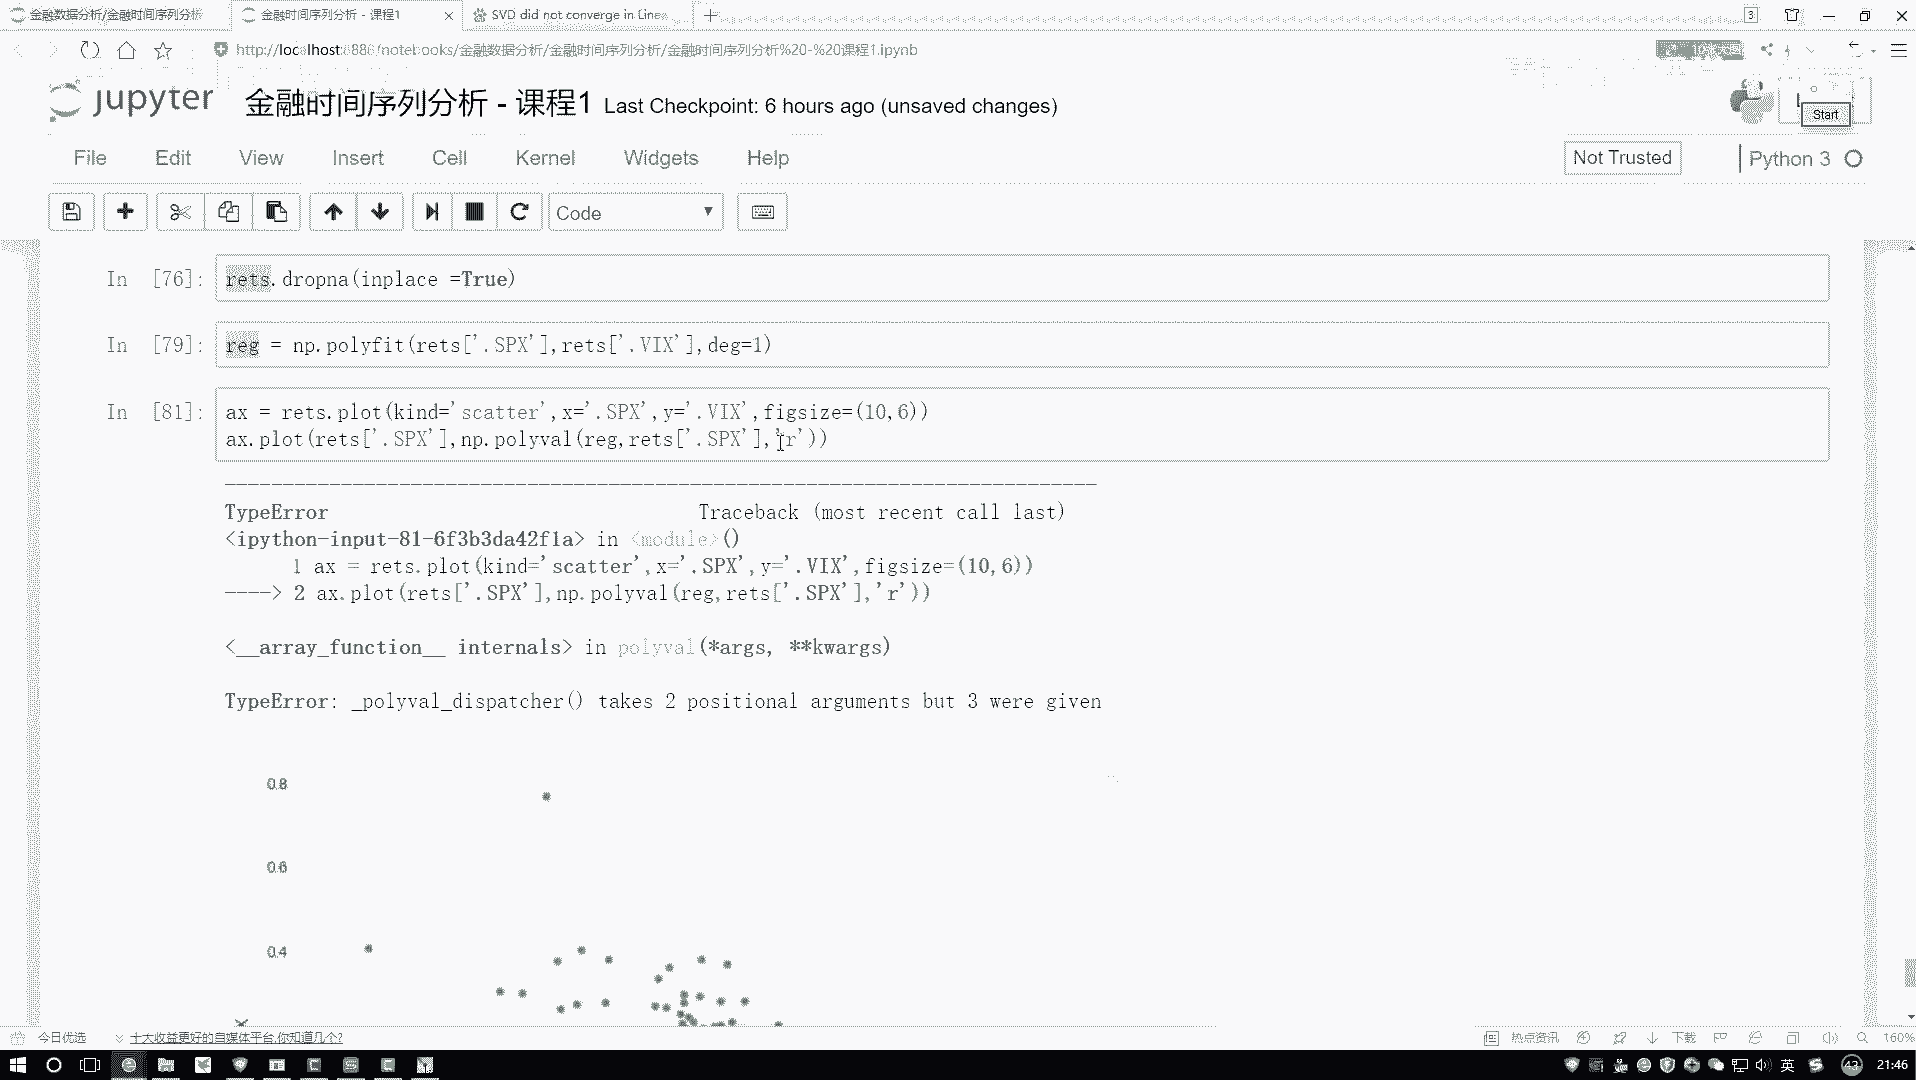 金融数据分析/金融时间序列分析
金融时间序列分析 - 课程1
SVD did not converge in Line
http://localhost:888/notebooks/金融数据分析/金融时间序列分析/金融时间序列分析%20-%20课程1.ipynb
jupyter 金融时间序列分析 - 课程1 Last Checkpoint: 6 hours ago (unsaved changes)
Start
File Edit View Insert Cell Kernel Widgets Help
Not Trusted
Python 3
Code
In [76]: rets.dropna(inplace =True)
In [79]: reg = np.polyfit(rets['.SPX'],rets['.VIX'],deg=1)
In [81]: ax = rets.plot(kind='scatter',x='.SPX',y='.VIX',figsize=(10,6))
ax.plot(rets['.SPX'],np.polyval(reg,rets['.SPX'],'r'))
TypeError Traceback (most recent call last)
<ipython-input-81-6f3b3da42f1a> in <module>()
1 ax = rets.plot(kind='scatter',x='.SPX',y='.VIX',figsize=(10,6))
----> 2 ax.plot(rets['.SPX'],np.polyval(reg,rets['.SPX'],'r'))
<__array_function__ internals> in polyval(*args, **kwargs)
TypeError: _polyval_dispatcher() takes 2 positional arguments but 3 were given
0.8
0.6
0.4
今日优选
十大收益更好的自媒体平台,你知道几个?
热点资讯
下载
160%
英
43
21:46